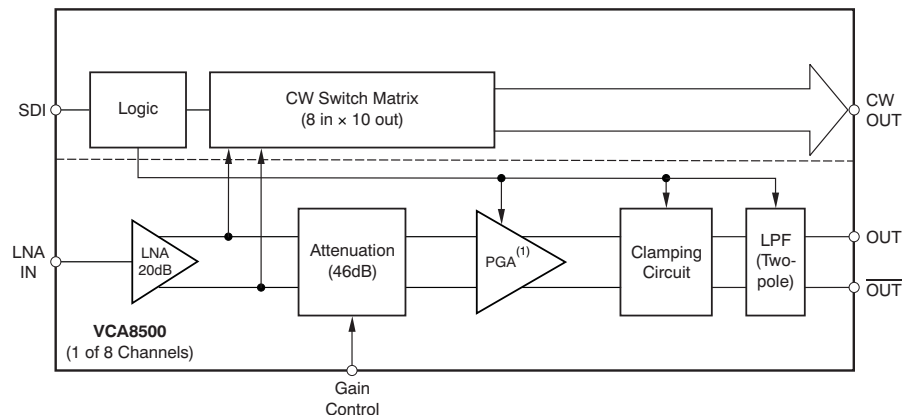 SDI
Logic
CW Switch Matrix
(8 in × 10 out)
CW
OUT
LNA
IN
LNA
20dB
Attenuation
(46dB)
PGA(1)
Clamping
Circuit
LPF
(Two-
pole)
OUT
OUT
VCA8500
(1 of 8 Channels)
Gain
Control